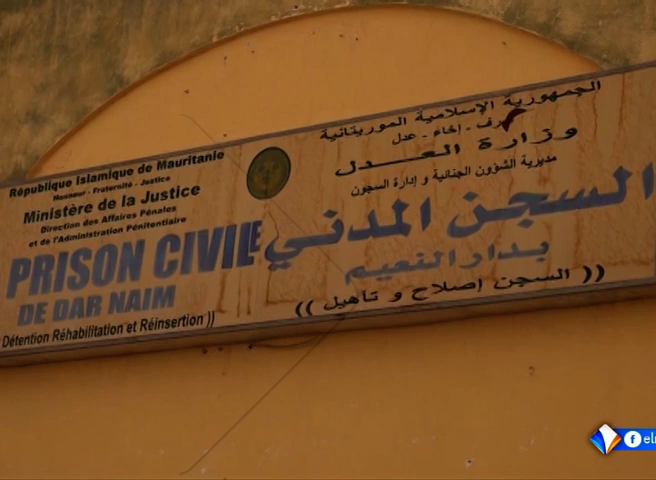 République Islamique de Mauritanie
Honneur - Fraternité - Justice
Ministère de la Justice
Direction des Affaires Pénales
et de l'Administration Pénitentiaire
PRISON CIVILE
DE DAR NAIM
Détention Réhabilitation et Réinsertion ))
الجمهورية الإسلامية الموريتانية
شرف - إخاء - عدل
وزارة العدل
مديرية الشؤون الجنائية و إدارة السجون
السجن المدني
بدار النعيم
(( السجن إصلاح و تأهيل ))